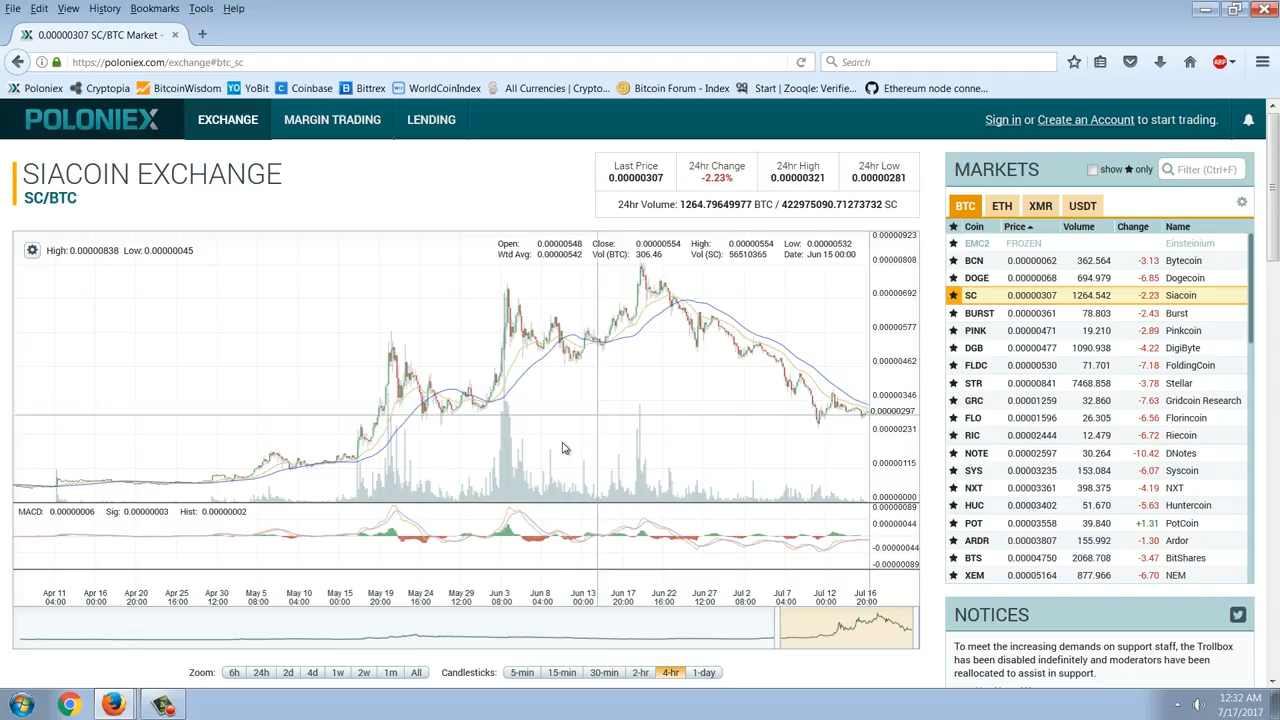 File Edit View History Bookmarks Tools Help
0.00000307 SC/BTC Market -
https://poloniex.com/exchange#btc_sc
Search
Poloniex Cryptopia BitcoinWisdom YoBit Coinbase Bittrex WorldCoinIndex All Currencies | Crypto... Bitcoin Forum - Index Start | Zooqle: Verifie... Ethereum node conne...
POLONIEX EXCHANGE MARGIN TRADING LENDING Sign in or Create an Account to start trading.
SIACOIN EXCHANGE
SC/BTC
Last Price 24hr Change 24hr High 24hr Low
0.00000307 -2.23% 0.00000321 0.00000281
24hr Volume: 1264.79649977 BTC / 422975090.71273732 SC
High: 0.00000838 Low: 0.00000045
Open: 0.00000548 Close: 0.00000554 High: 0.00000554 Low: 0.00000532
Wtd Avg: 0.00000542 Vol (BTC): 306.46 Vol (SC): 56510365 Date: Jun 15 00:00
0.00000923
0.00000808
0.00000692
0.00000577
0.00000462
0.00000346
0.00000297
0.00000231
0.00000115
0.00000000
MACD: 0.00000006 Sig: 0.00000003 Hist: 0.00000002
0.00000089
0.00000044
-0.00000044
-0.00000089
Apr 11 Apr 16 Apr 20 Apr 25 Apr 30 May 5 May 10 May 15 May 19 May 24 May 29 Jun 3 Jun 8 Jun 13 Jun 17 Jun 22 Jun 27 Jul 2 Jul 7 Jul 12 Jul 16
04:00 00:00 20:00 16:00 12:00 08:00 04:00 00:00 20:00 16:00 12:00 08:00 04:00 00:00 20:00 16:00 12:00 08:00 04:00 00:00 20:00
Zoom: 6h 24h 2d 4d 1w 2w 1m All Candlesticks: 5-min 15-min 30-min 2-hr 4-hr 1-day
MARKETS show ★ only Filter (Ctrl+F)
BTC ETH XMR USDT
Coin Price Volume Change Name
EMC2 FROZEN Einsteinium
BCN 0.00000062 362.564 -3.13 Bytecoin
DOGE 0.00000068 694.979 -6.85 Dogecoin
SC 0.00000307 1264.542 -2.23 Siacoin
BURST 0.00000361 78.803 -2.43 Burst
PINK 0.00000471 19.210 -2.89 Pinkcoin
DGB 0.00000477 1090.938 -4.22 DigiByte
FLDC 0.00000530 71.701 -7.18 FoldingCoin
STR 0.00000841 7468.858 -3.78 Stellar
GRC 0.00001259 32.860 -7.63 Gridcoin Research
FLO 0.00001596 26.305 -6.56 Florincoin
RIC 0.00002444 12.479 -6.72 Riecoin
NOTE 0.00002597 30.264 -10.42 DNotes
SYS 0.00003235 153.084 -6.07 Syscoin
NXT 0.00003301 398.375 -4.19 NXT
HUC 0.00003402 51.670 -5.63 Huntercoin
POT 0.00003558 39.840 +1.31 PotCoin
ARDR 0.00003807 155.992 -1.30 Ardor
BTS 0.00004750 2068.708 -3.47 BitShares
XEM 0.00005164 877.966 -6.70 NEM
NOTICES
To meet the increasing demands on support staff, the Trollbox
has been disabled indefinitely and moderators have been
reallocated to assist in support.
12:32 AM
7/17/2017